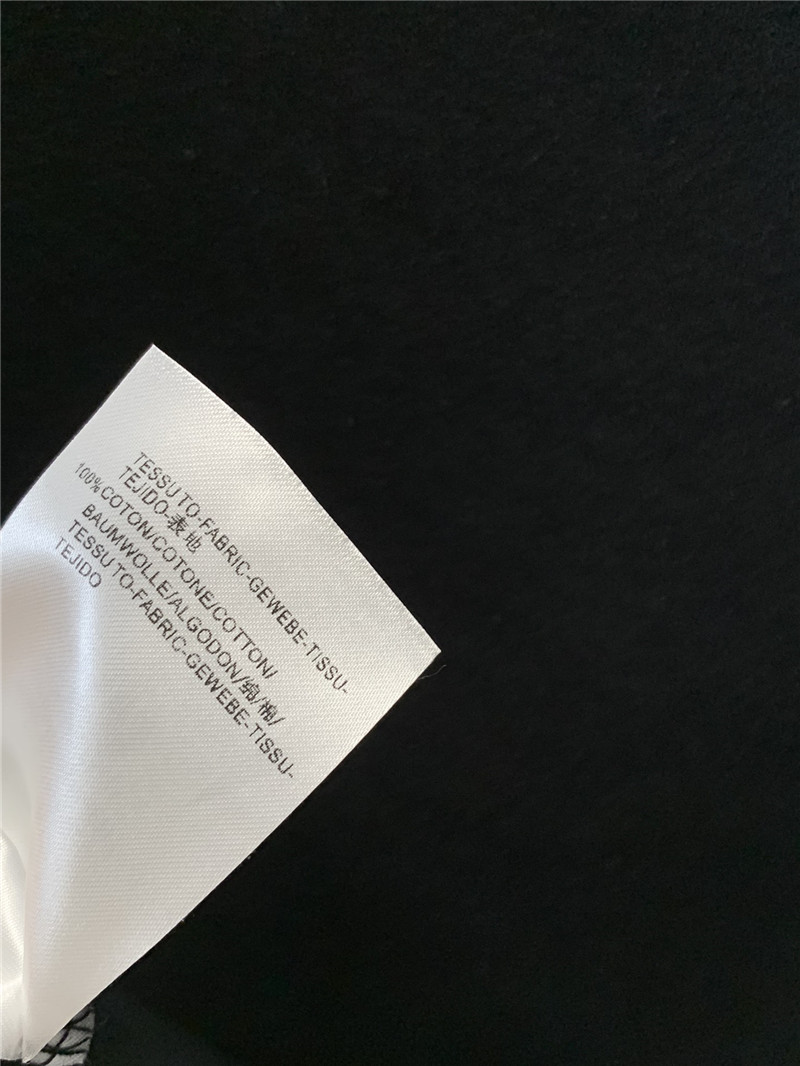 TESSUTO-FABRIC-GEWEBE-TISSU-
TEJIDO-表地
100%COTON/COTONE/COTTON/
BAUMWOLLE/ALGODON/綿/棉/
TESSUTO-FABRIC-GEWEBE-TISSU-
TEJIDO